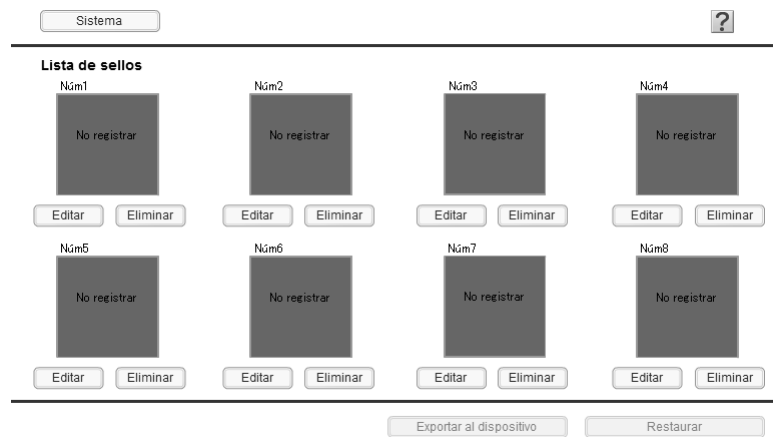 Sistema
?
Lista de sellos
Núm1 Núm2 Núm3 Núm4
No registrar No registrar No registrar No registrar
Editar Eliminar Editar Eliminar Editar Eliminar Editar Eliminar
Núm5 Núm6 Núm7 Núm8
No registrar No registrar No registrar No registrar
Editar Eliminar Editar Eliminar Editar Eliminar Editar Eliminar
Exportar al dispositivo Restaurar